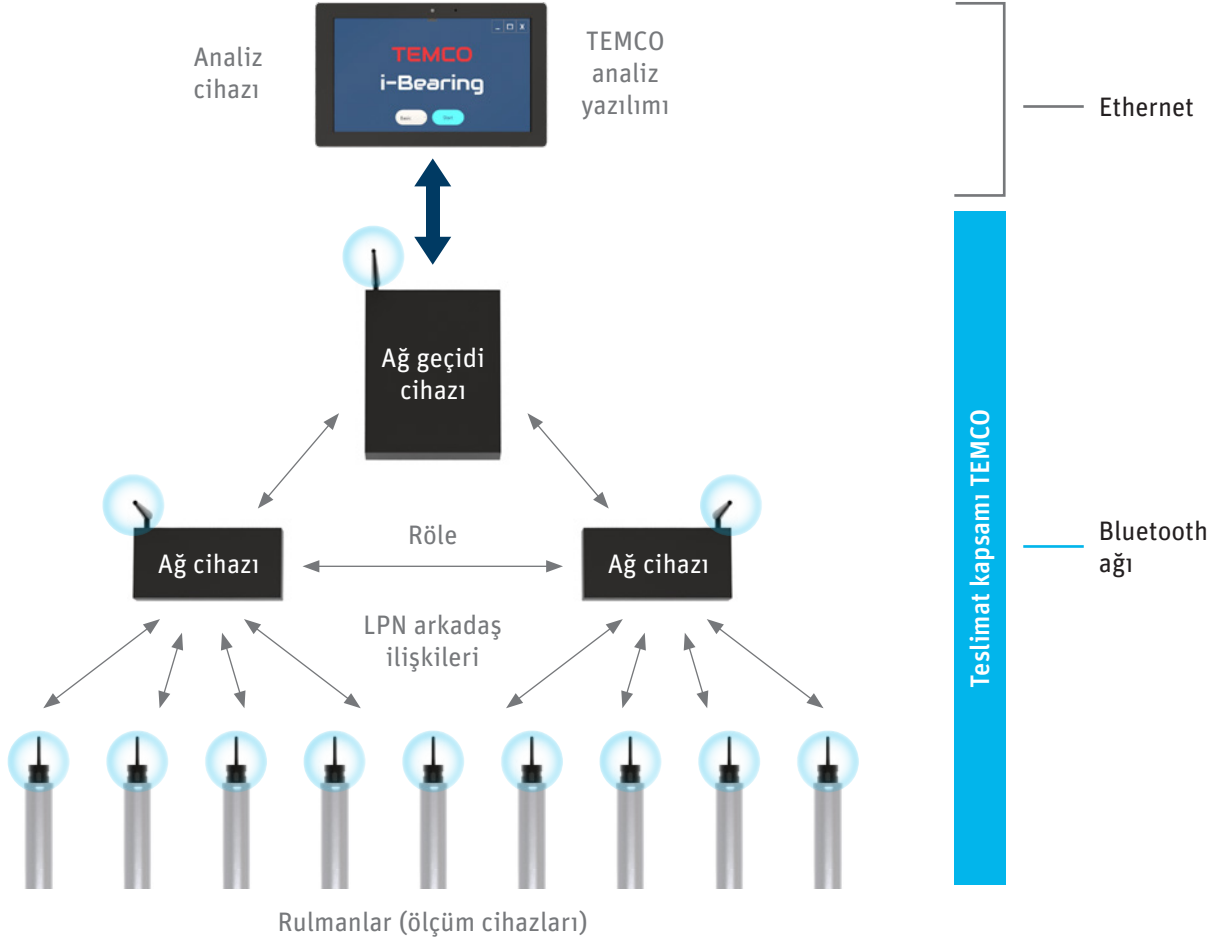 Analiz
cihazı
TEMCO
i-Bearing
Start
TEMCO
analiz
yazılımı
Ethernet
Ağ geçidi
cihazı
Ağ cihazı
Röle
Ağ cihazı
LPN arkadaş
ilişkileri
Teslimat kapsamı TEMCO
Bluetooth
ağı
Rulmanlar (ölçüm cihazları)